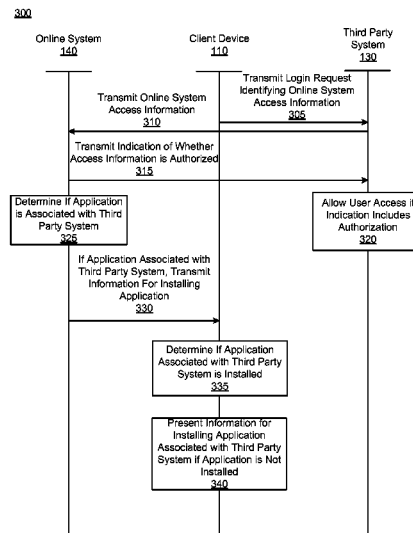 300
Online System
140
Client Device
110
Third Party
System
130
Transmit Login Request
Identifying Online System
Access Information
305
Transmit Online System
Access Information
310
Transmit Indication of Whether
Access Information is Authorized
315
Determine If Application
is Associated with Third
Party System
325
Allow User Access if
Indication Includes
Authorization
320
If Application Associated with
Third Party System, Transmit
Information For Installing
Application
330
Determine If Application
Associated with Third Party
System is Installed
335
Present Information for
Installing Application
Associated with Third Party
System if Application is Not
Installed
340